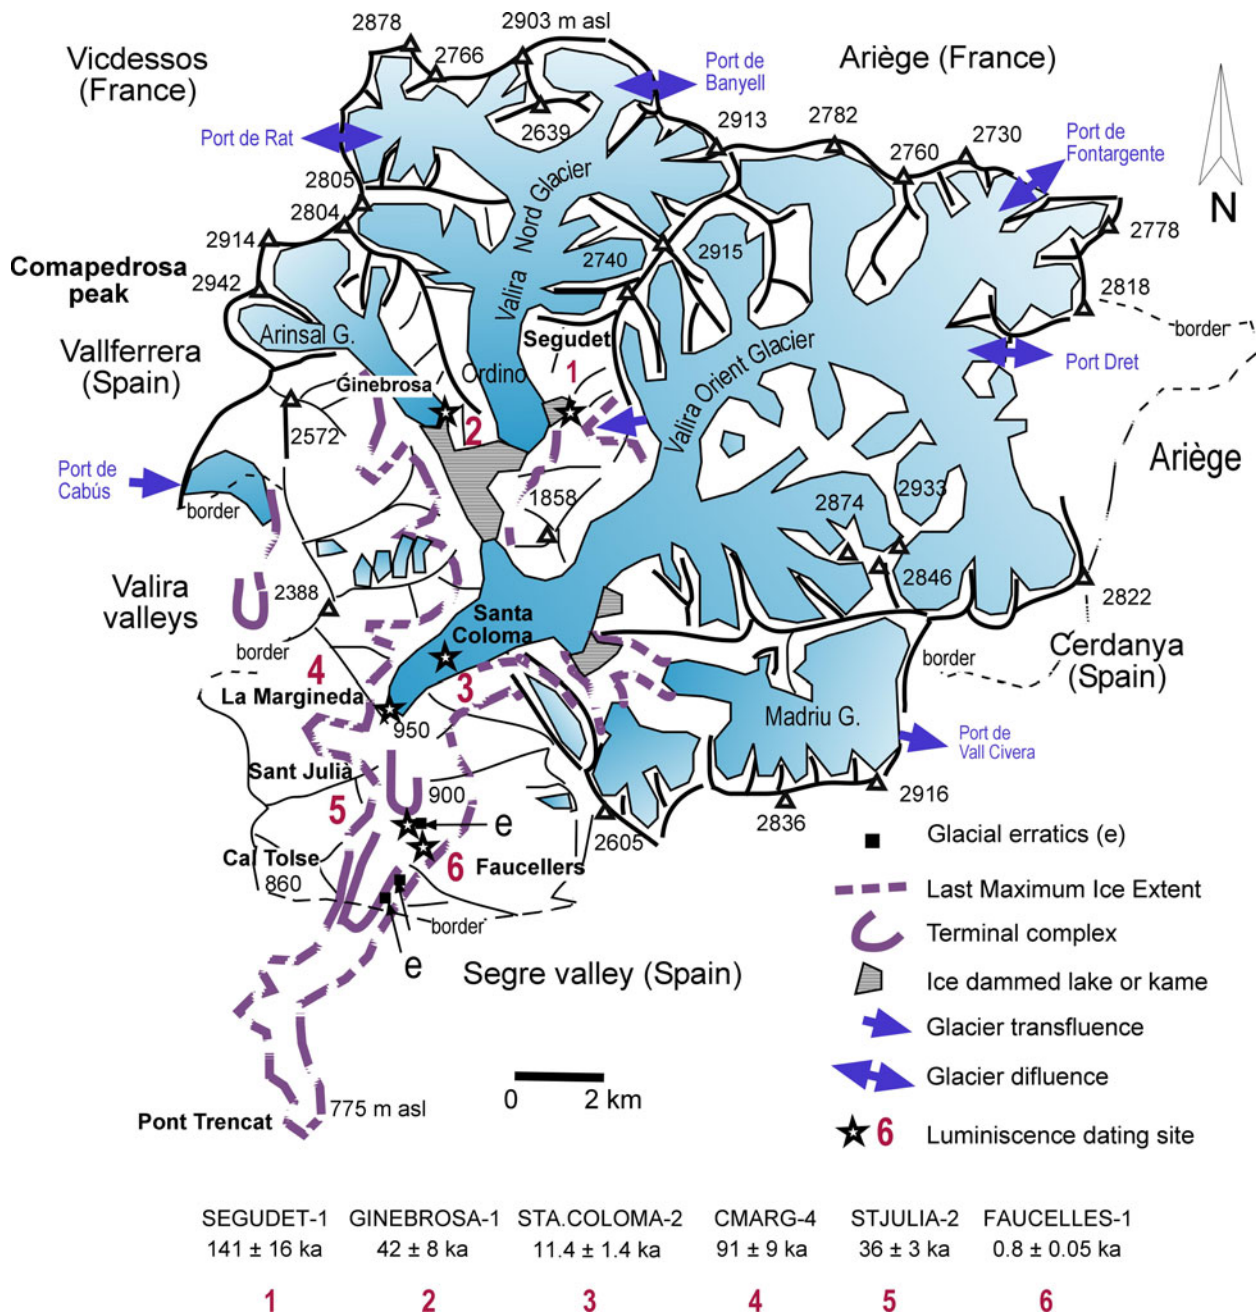 2878
2903 m asl
Vicdessos
(France)
2766
Port de
Banyell
Ariège (France)
Port de Rat
2639
2913
2782
2760
2730
Port de
Fontargente
N
2805
2804
Valira Nord Glacier
2914
2740
2915
2778
Comapedrosa
peak
2942
2818
Arinsal G.
Segudet
border
Vallferrera
(Spain)
Ordino
1
Port Dret
Ginebrosa
Valira Orient Glacier
2
2572
Ariège
Port de
Cabús
border
1858
2874
2933
Valira
valleys
2388
2846
2822
Santa
Coloma
border
4
3
border
Cerdanya
(Spain)
La Margineda
950
Madriu G.
Port de
Vall Civera
Sant Julià
900
2916
5
2836
2605
e
Glacial erratics (e)
Cal Tolse
6
Faucellers
860
Last Maximum Ice Extent
border
Terminal complex
e
Segre valley (Spain)
Ice dammed lake or kame
Glacier transfluence
0 2 km
Glacier difluence
775 m asl
Pont Trencat
6 Luminiscence dating site
SEGUDET-1 GINEBROSA-1 STA.COLOMA-2 CMARG-4 STJULIA-2 FAUCELLES-1
141 ± 16 ka 42 ± 8 ka 11.4 ± 1.4 ka 91 ± 9 ka 36 ± 3 ka 0.8 ± 0.05 ka
1 2 3 4 5 6